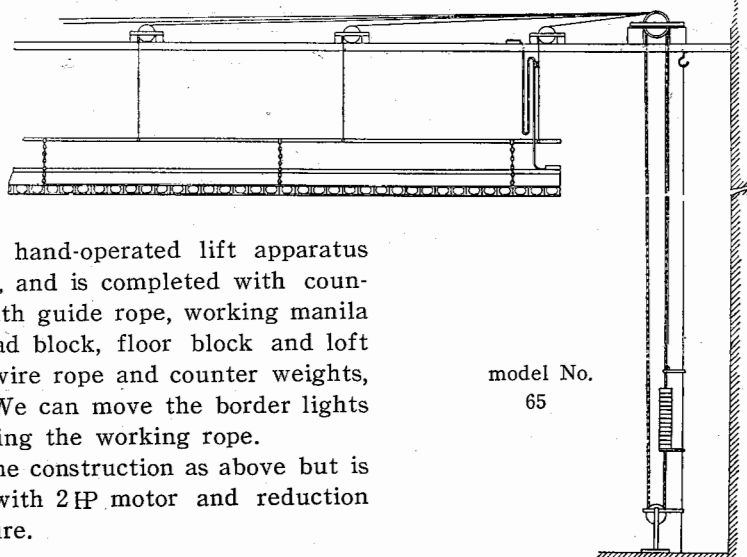 hand-operated lift apparatus
, and is completed with coun-
th guide rope, working manila
ad block, floor block and loft
wire rope and counter weights,
We can move the border lights
ing the working rope.
ne construction as above but is
with 2 HP motor and reduction
ure.
model No.
65